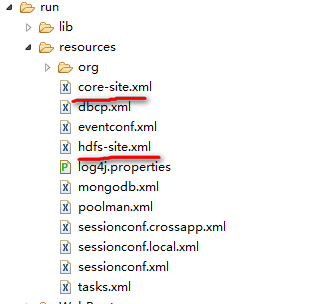 run
lib
resources
org
core-site.xml
dbcp.xml
eventconf.xml
hdfs-site.xml
log4j.properties
mongodb.xml
poolman.xml
sessionconf.crossapp.xml
sessionconf.local.xml
sessionconf.xml
tasks.xml